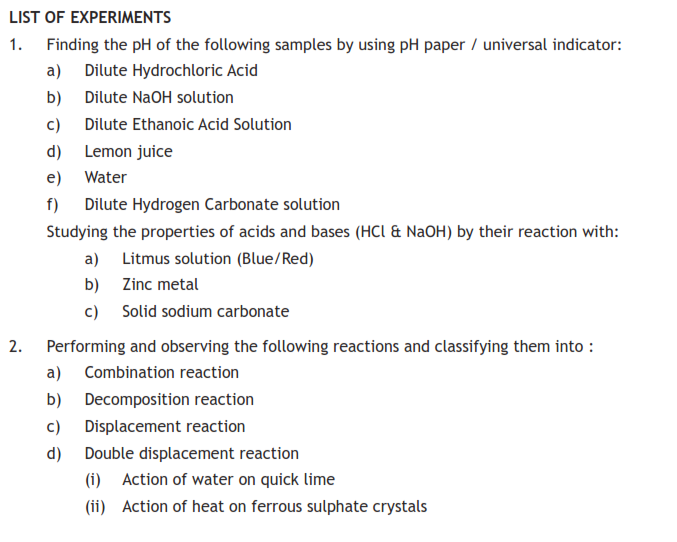 LIST OF EXPERIMENTS
1. Finding the pH of the following samples by using pH paper / universal indicator:
a) Dilute Hydrochloric Acid
b) Dilute NaOH solution
c) Dilute Ethanoic Acid Solution
d) Lemon juice
e) Water
f) Dilute Hydrogen Carbonate solution
Studying the properties of acids and bases (HCl & NaOH) by their reaction with:
a) Litmus solution (Blue/Red)
b) Zinc metal
c) Solid sodium carbonate
2. Performing and observing the following reactions and classifying them into :
a) Combination reaction
b) Decomposition reaction
c) Displacement reaction
d) Double displacement reaction
(i) Action of water on quick lime
(ii) Action of heat on ferrous sulphate crystals